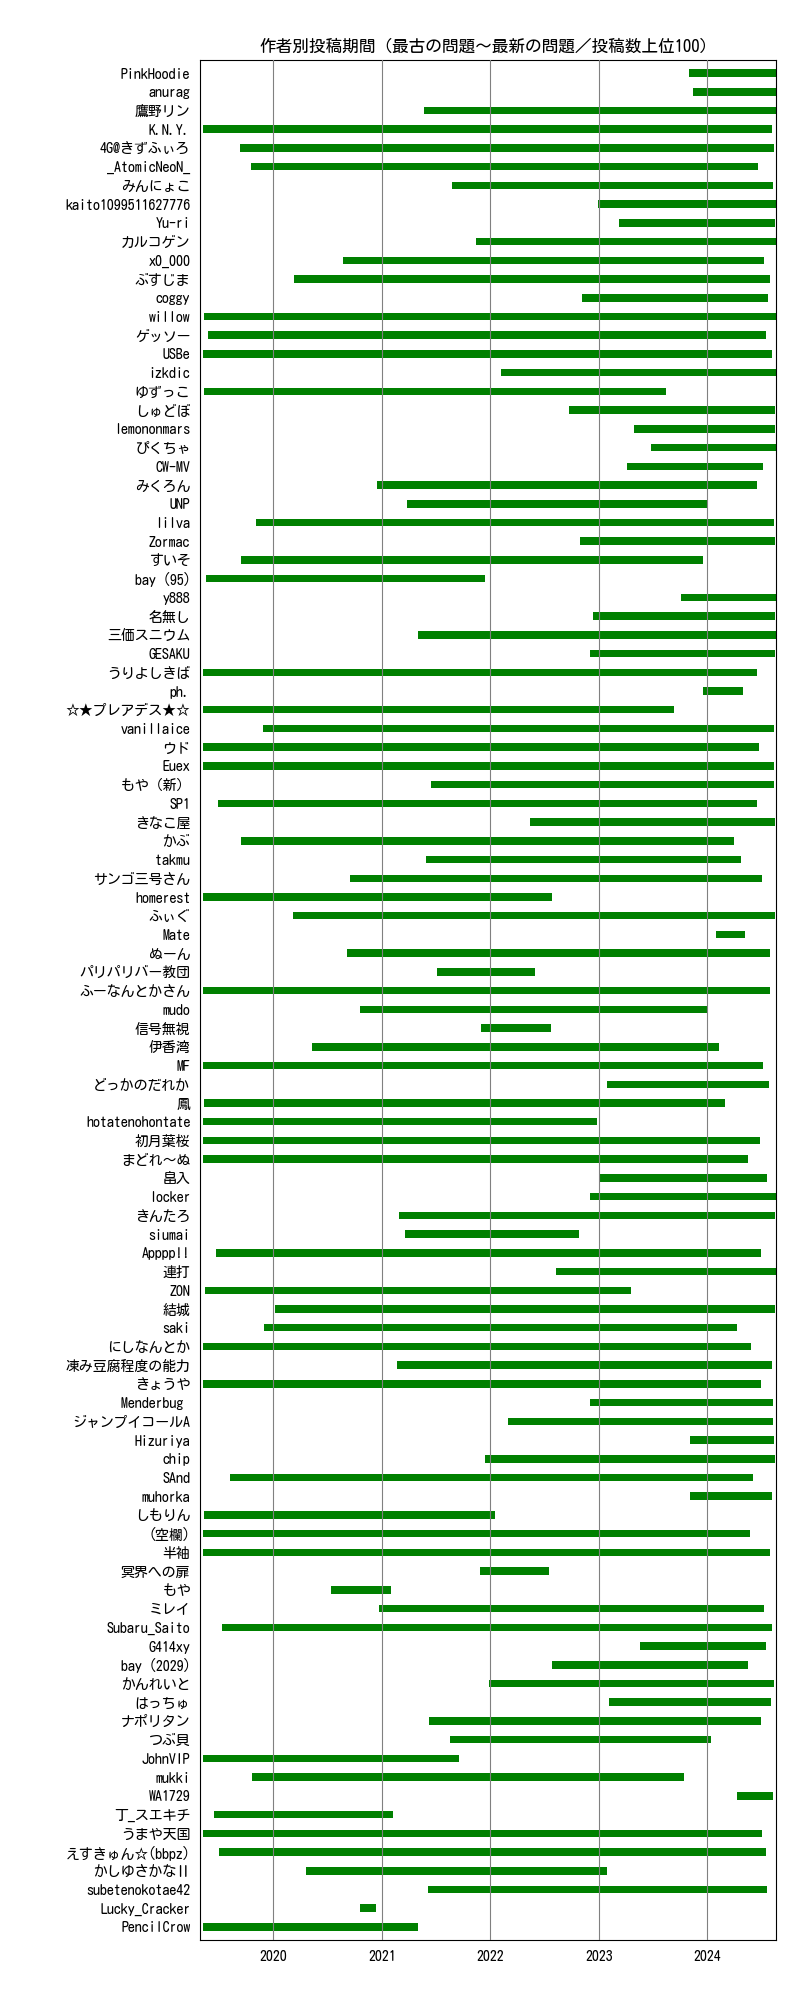 作者別投稿期間（最古の問題～最新の問題／投稿数上位100）
PinkHoodie
anurag
鷹野リン
K.N.Y.
4G@きずふぃろ
_AtomicNeoN_
みんにょこ
kaito1099511627776
Yu-ri
カルコゲン
x0_000
ぶすじま
coggy
willow
ゲッソー
USBe
izkdic
ゆずっこ
しゅどぼ
lemononmars
ぴくちゃ
CW-MV
みくろん
UNP
lilva
Zormac
すいそ
bay (95)
y888
名無し
三価スニウム
GESAKU
うりよしきば
ph.
☆★プレアデス★☆
vanillaice
ウド
Euex
もや（新）
SP1
きなこ屋
かぶ
takmu
サンゴ三号さん
homerest
ふぃぐ
Mate
ぬーん
パリパリバー教団
ふーなんとかさん
mudo
信号無視
伊香湾
MF
どっかのだれか
鳳
hotatenohontate
初月葉桜
まどれ～ぬ
畠入
locker
きんたろ
siumai
Appppll
連打
ZON
結城
saki
にしなんとか
凍み豆腐程度の能力
きょうや
Menderbug
ジャンプイコールA
Hizuriya
chip
SAnd
muhorka
しもりん
(空欄)
半袖
冥界への扉
もや
ミレイ
Subaru_Saito
G414xy
bay (2029)
かんれいと
はっちゅ
ナポリタン
つぶ貝
JohnVIP
mukki
WA1729
丁_スエキチ
うまや天国
えすきゅん☆(bbpz)
かしゆさかなII
subetenokotae42
Lucky_Cracker
PencilCrow
2020 2021 2022 2023 2024